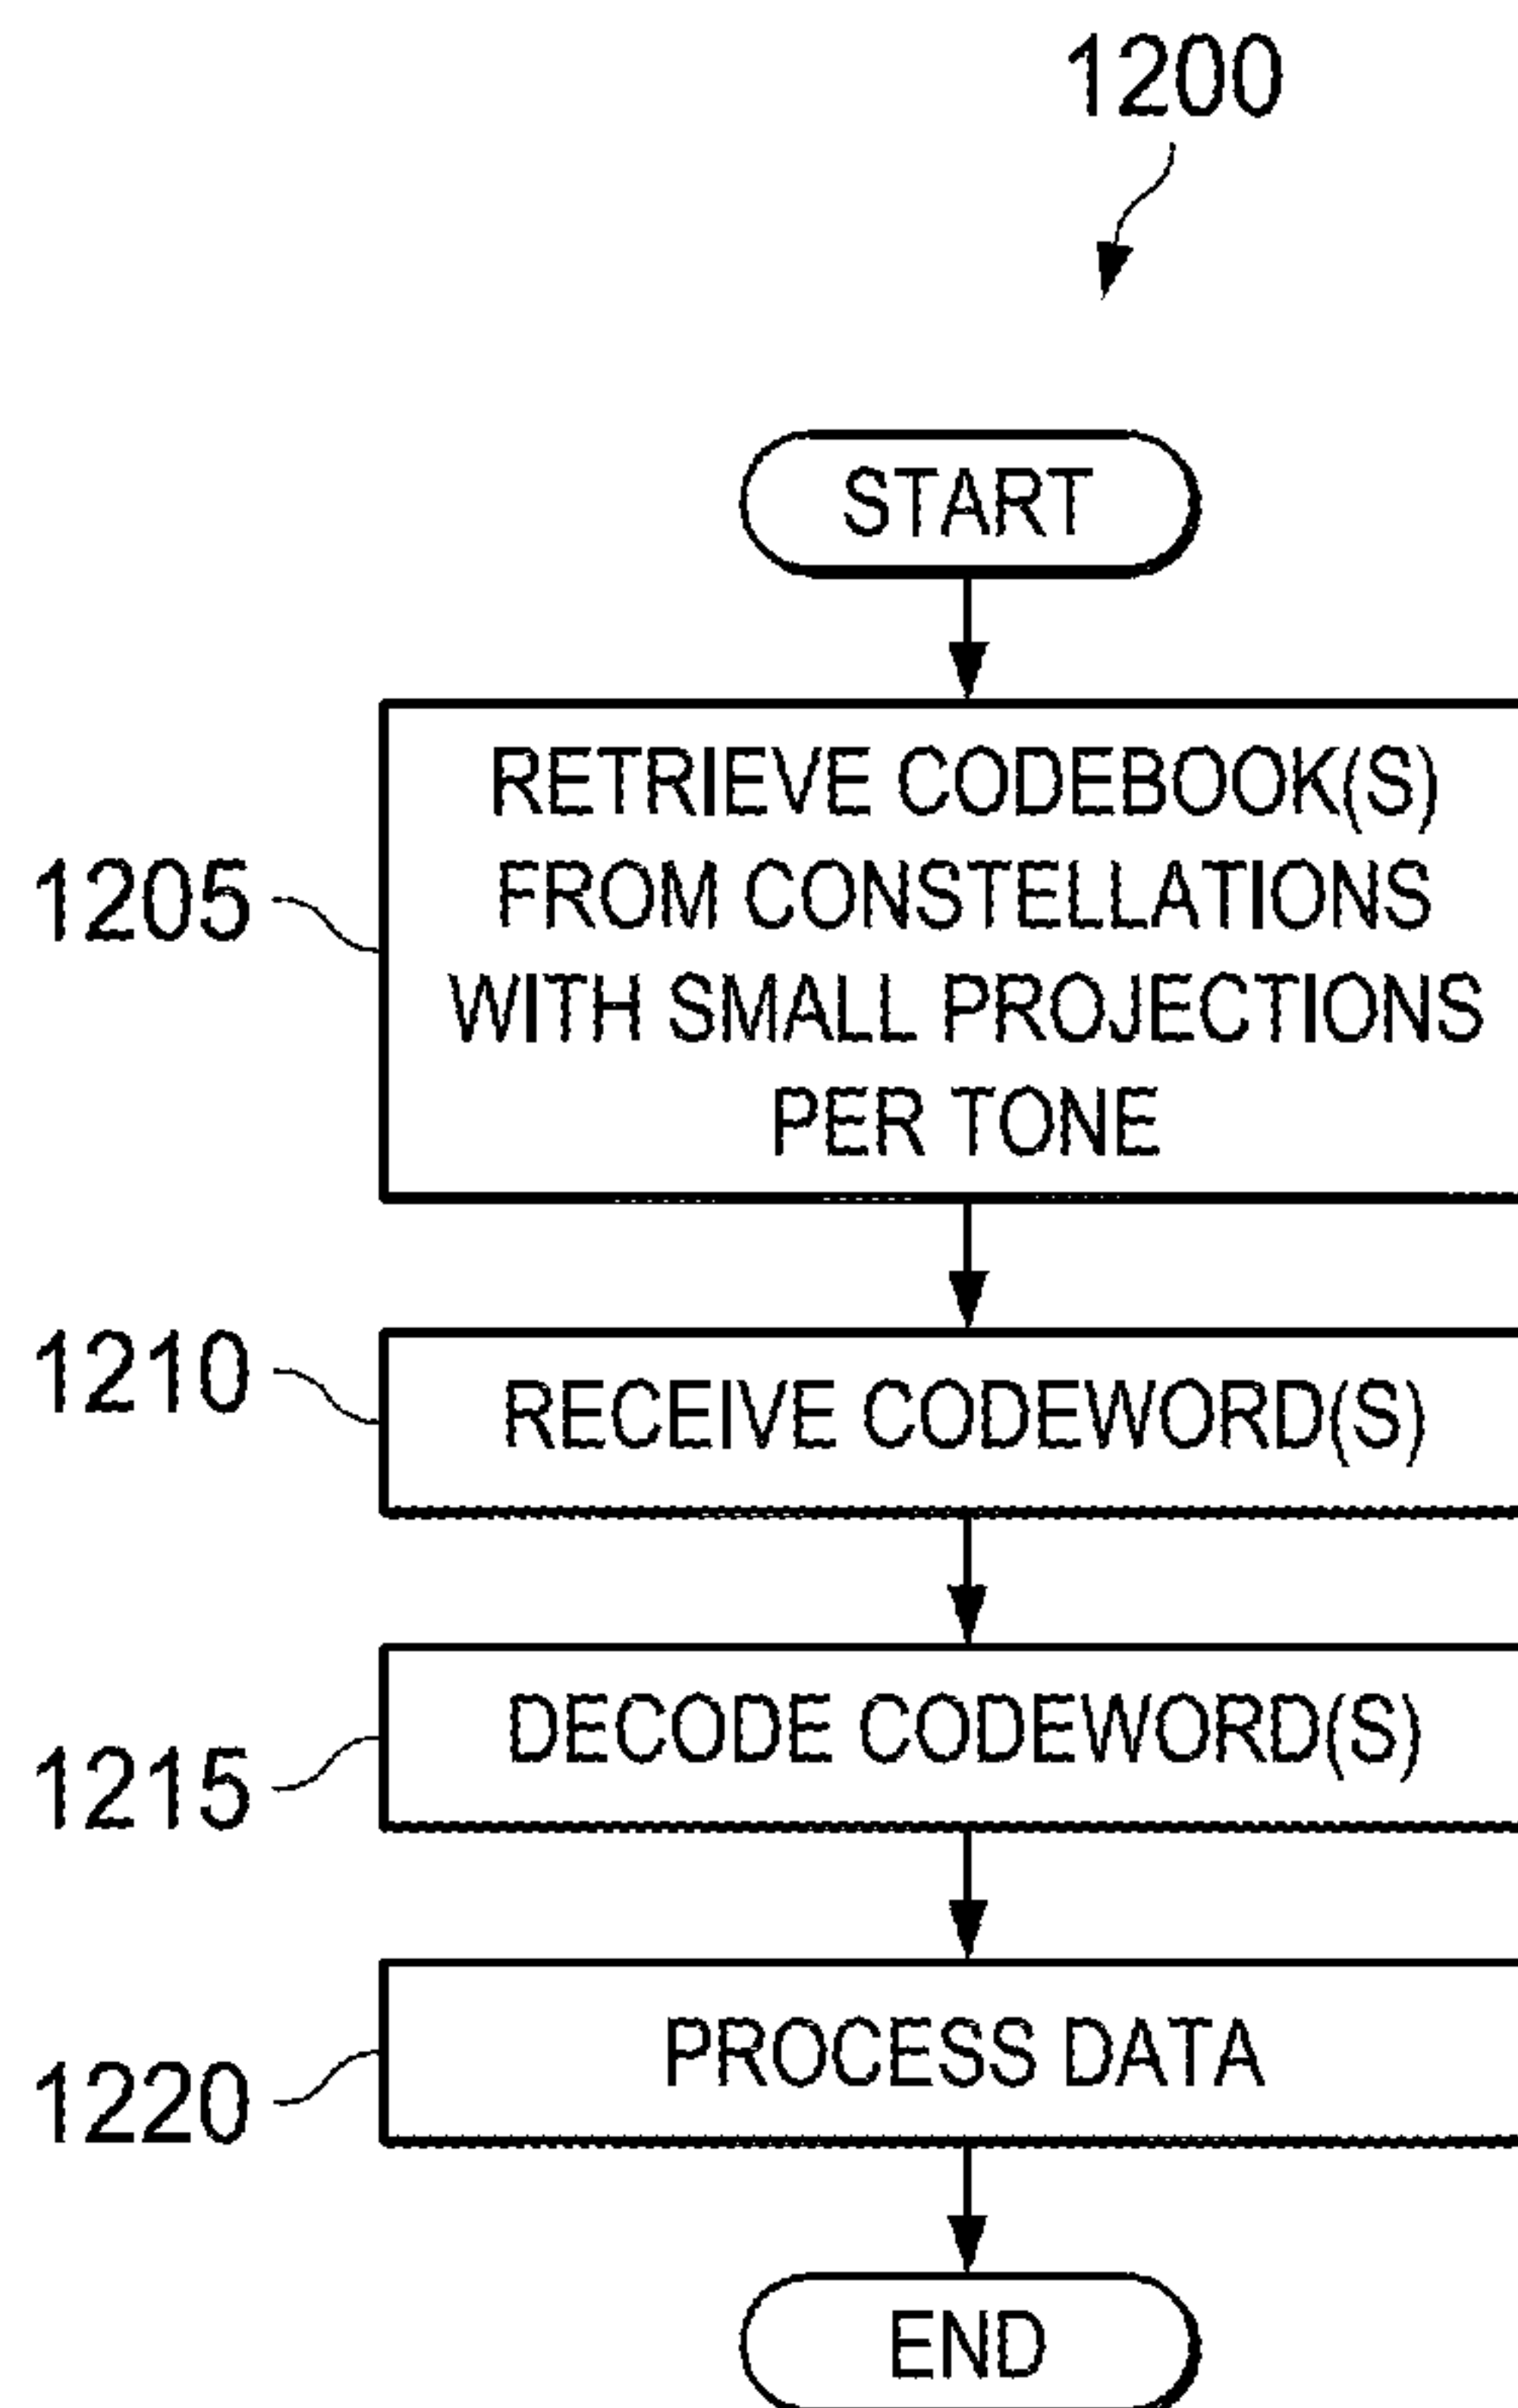 1200
START
1205
RETRIEVE CODEBOOK(S)
FROM CONSTELLATIONS
WITH SMALL PROJECTIONS
PER TONE
1210
RECEIVE CODEWORD(S)
1215
DECODE CODEWORD(S)
1220
PROCESS DATA
END